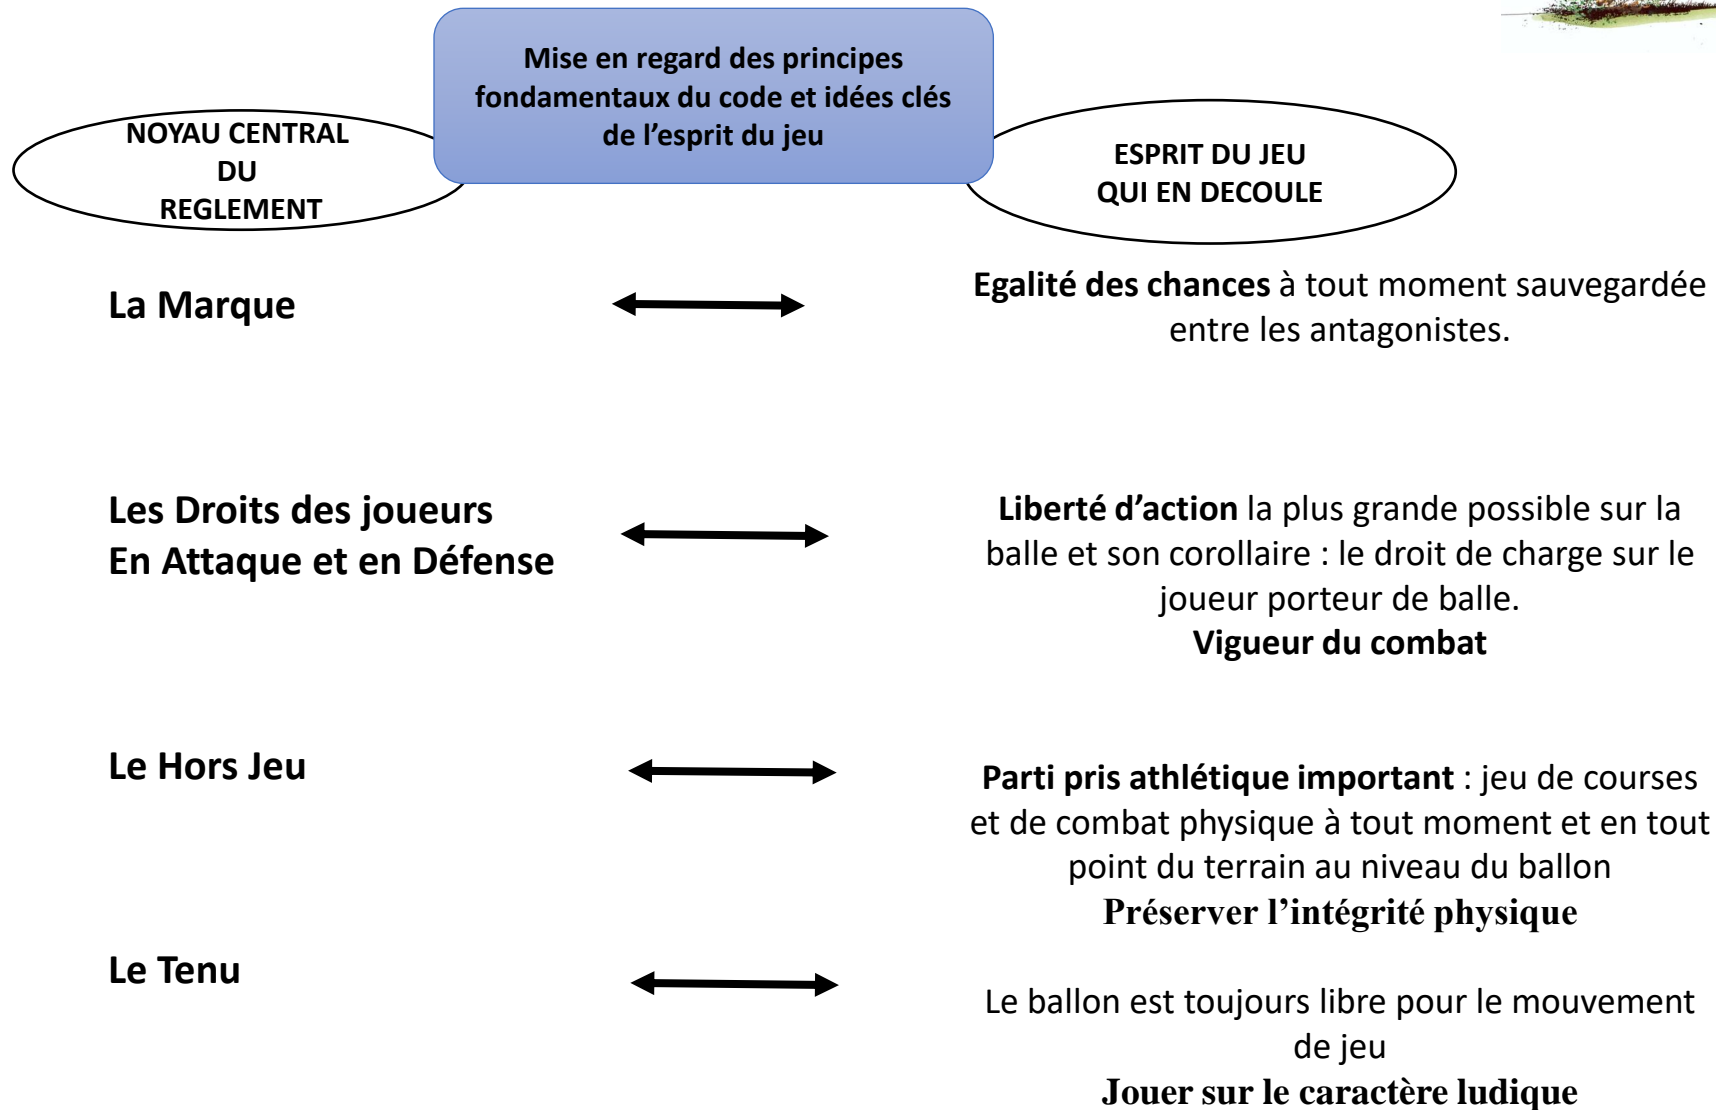 Mise en regard des principes
fondamentaux du code et idées clés
de l’esprit du jeu
NOYAU CENTRAL
DU
REGLEMENT
ESPRIT DU JEU
QUI EN DECOULE
La Marque
Egalité des chances à tout moment sauvegardée
entre les antagonistes.
Les Droits des joueurs
En Attaque et en Défense
Liberté d’action la plus grande possible sur la
balle et son corollaire : le droit de charge sur le
joueur porteur de balle.
Vigueur du combat
Le Hors Jeu
Parti pris athlétique important : jeu de courses
et de combat physique à tout moment et en tout
point du terrain au niveau du ballon
Préserver l’intégrité physique
Le Tenu
Le ballon est toujours libre pour le mouvement
de jeu
Jouer sur le caractère ludique